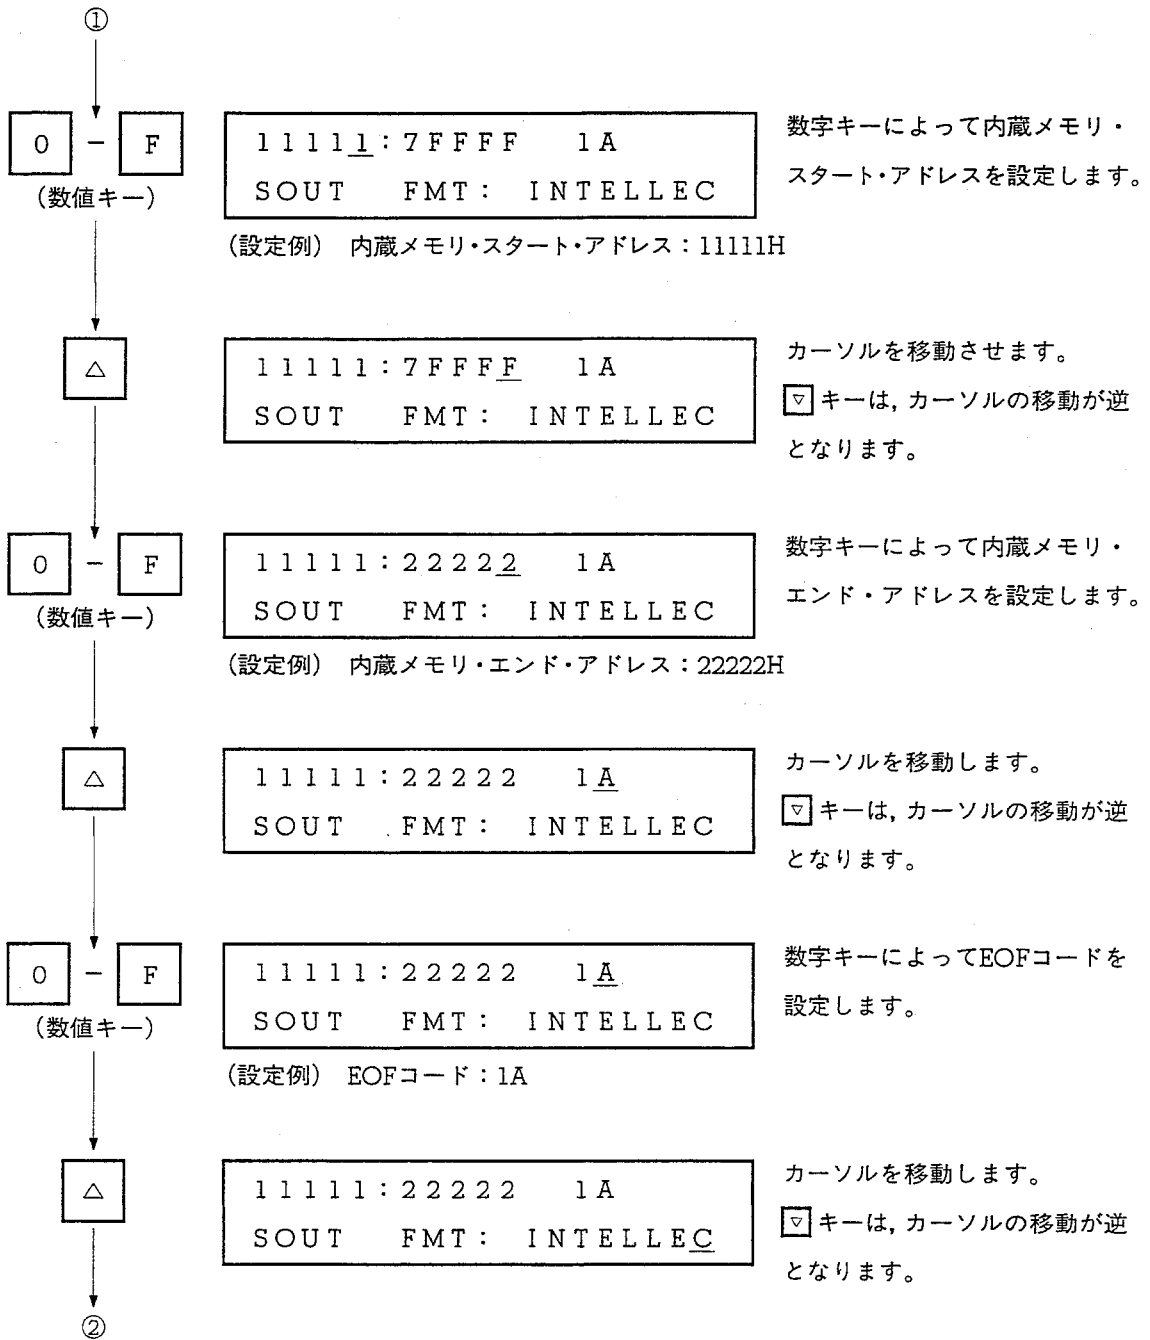 ①
0 － F
(数値キー)
11111:7FFFF 1A
SOUT FMT: INTELLEC
数字キーによって内蔵メモリ・
スタート・アドレスを設定します。
(設定例) 内蔵メモリ・スタート・アドレス：11111H
△
11111:7FFFF 1A
SOUT FMT: INTELLEC
カーソルを移動させます。
▽キーは,カーソルの移動が逆
となります。
0 － F
(数値キー)
11111:22222 1A
SOUT FMT: INTELLEC
数字キーによって内蔵メモリ・
エンド・アドレスを設定します。
(設定例) 内蔵メモリ・エンド・アドレス：22222H
△
11111:22222 1A
SOUT FMT: INTELLEC
カーソルを移動します。
▽キーは,カーソルの移動が逆
となります。
0 － F
(数値キー)
11111:22222 1A
SOUT FMT: INTELLEC
数字キーによってEOFコードを
設定します。
(設定例) EOFコード：1A
△
11111:22222 1A
SOUT FMT: INTELLEC
カーソルを移動します。
▽キーは,カーソルの移動が逆
となります。
②